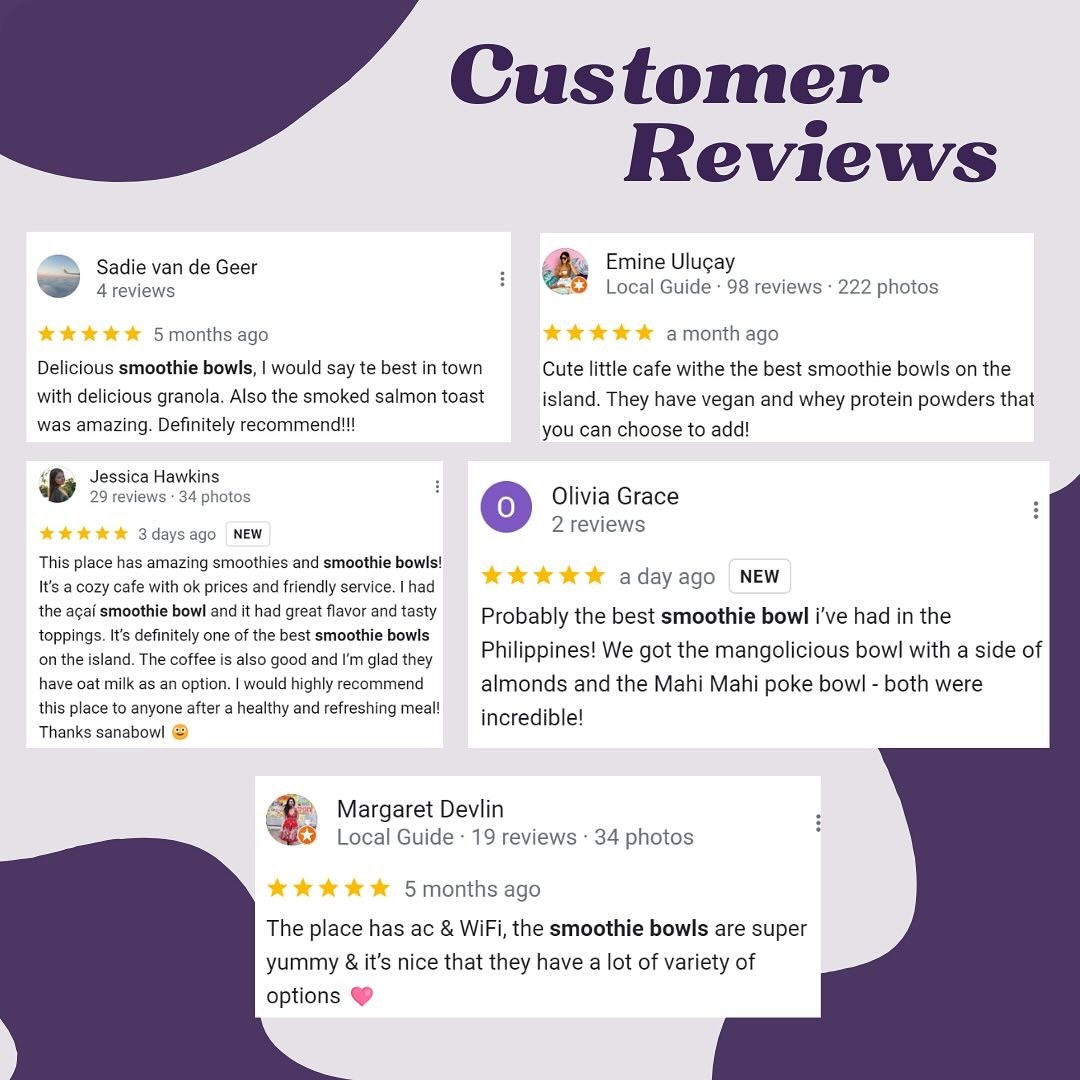 Customer
Reviews
Sadie van de Geer
4 reviews
5 months ago
Delicious smoothie bowls, I would say te best in town
with delicious granola. Also the smoked salmon toast
was amazing. Definitely recommend!!!
Emine Uluçay
Local Guide · 98 reviews · 222 photos
a month ago
Cute little cafe withe the best smoothie bowls on the
island. They have vegan and whey protein powders that
you can choose to add!
Jessica Hawkins
29 reviews · 34 photos
3 days ago NEW
This place has amazing smoothies and smoothie bowls!
It's a cozy cafe with ok prices and friendly service. I had
the açaí smoothie bowl and it had great flavor and tasty
toppings. It's definitely one of the best smoothie bowls
on the island. The coffee is also good and I'm glad they
have oat milk as an option. I would highly recommend
this place to anyone after a healthy and refreshing meal!
Thanks sanabowl 🙂
O
Olivia Grace
2 reviews
a day ago NEW
Probably the best smoothie bowl i've had in the
Philippines! We got the mangolicious bowl with a side of
almonds and the Mahi Mahi poke bowl - both were
incredible!
Margaret Devlin
Local Guide · 19 reviews · 34 photos
5 months ago
The place has ac & WiFi, the smoothie bowls are super
yummy & it's nice that they have a lot of variety of
options 🩷